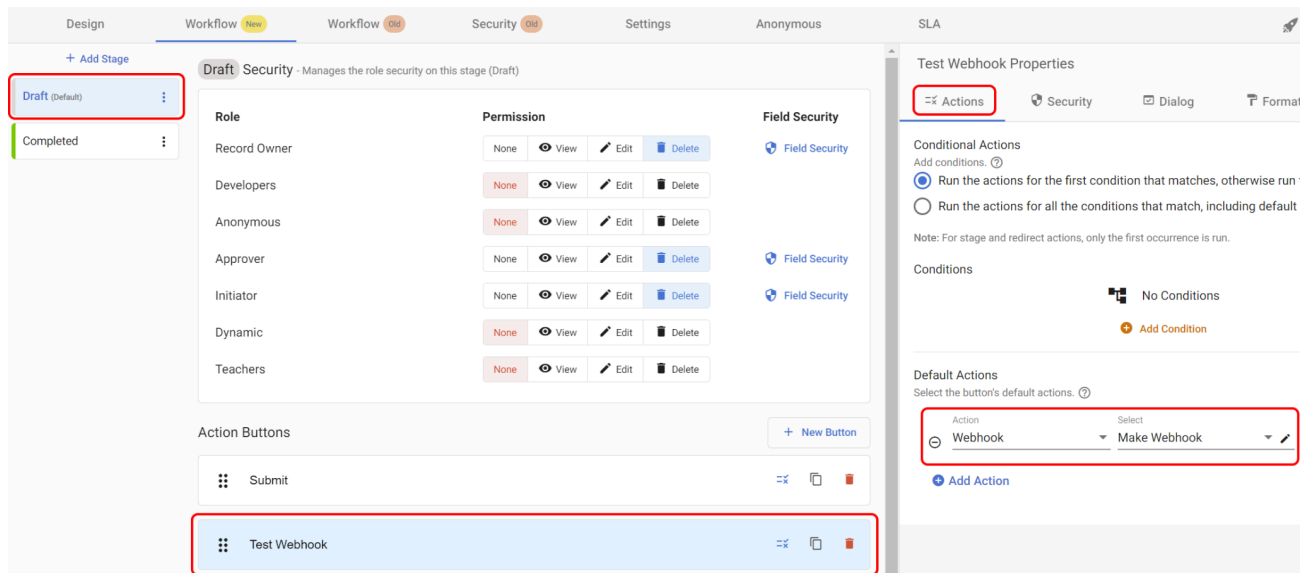 Design
Workflow New
Workflow Old
Security Old
Settings
Anonymous
SLA
+ Add Stage
Draft (Default)
Completed
Draft Security - Manages the role security on this stage (Draft)
Role Permission Field Security
Record Owner None View Edit Delete Field Security
Developers None View Edit Delete
Anonymous None View Edit Delete
Approver None View Edit Delete Field Security
Initiator None View Edit Delete Field Security
Dynamic None View Edit Delete
Teachers None View Edit Delete
Action Buttons
+ New Button
Submit
Test Webhook
Test Webhook Properties
Actions Security Dialog Format
Conditional Actions
Add conditions. ?
Run the actions for the first condition that matches, otherwise run
Run the actions for all the conditions that match, including default
Note: For stage and redirect actions, only the first occurrence is run.
Conditions
No Conditions
Add Condition
Default Actions
Select the button's default actions. ?
Action Select
Webhook Make Webhook
Add Action